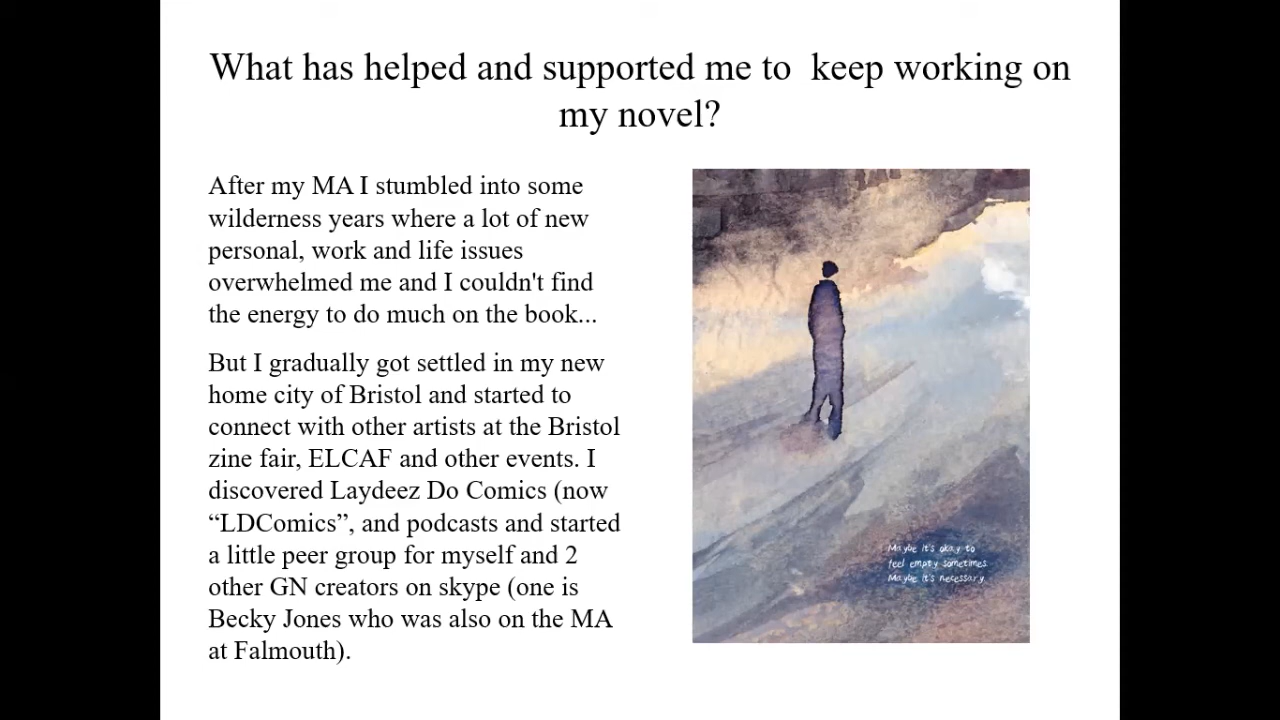 What has helped and supported me to  keep working on
my novel?
After my MA I stumbled into some
wilderness years where a lot of new
personal, work and life issues
overwhelmed me and I couldn't find
the energy to do much on the book...
But I gradually got settled in my new
home city of Bristol and started to
connect with other artists at the Bristol
zine fair, ELCAF and other events. I
discovered Laydeez Do Comics (now
“LDComics”, and podcasts and started
a little peer group for myself and 2
other GN creators on skype (one is
Becky Jones who was also on the MA
at Falmouth).
Maybe it's okay to
feel empty sometimes.
Maybe it's necessary.